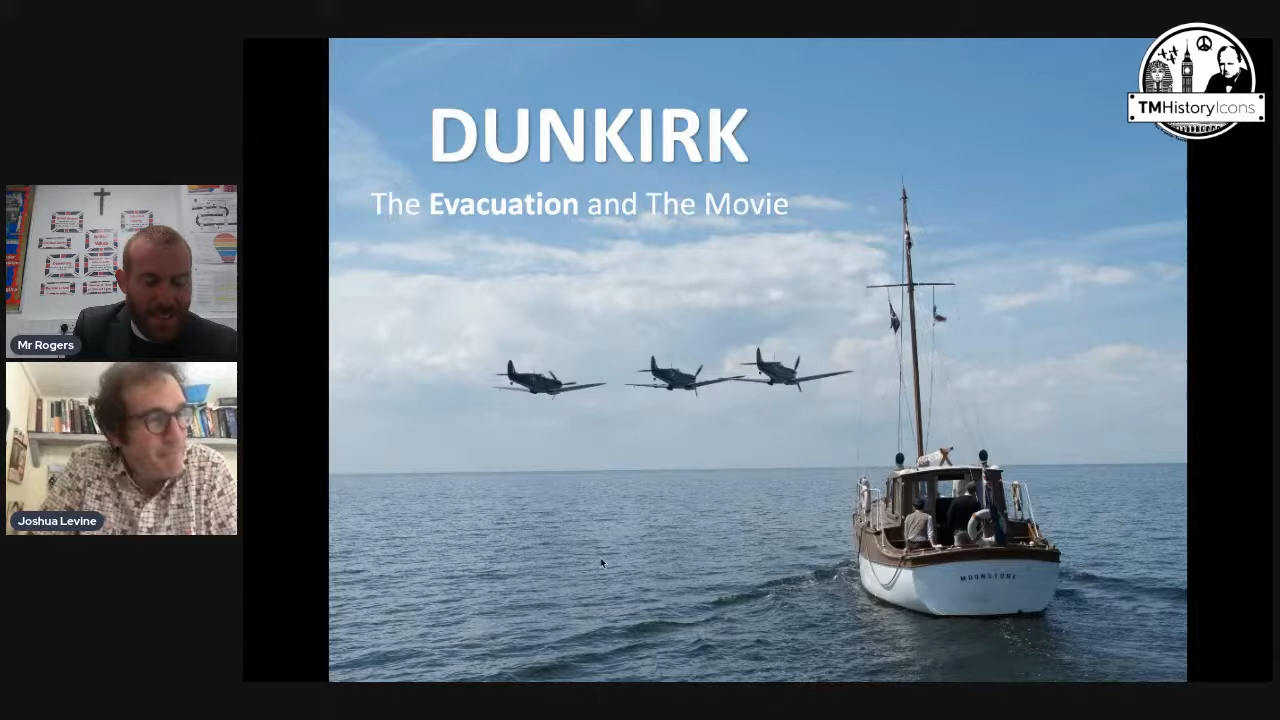 DUNKIRK
The Evacuation and The Movie
TMHistoryIcons
Mr Rogers
Joshua Levine
MOONSTONE